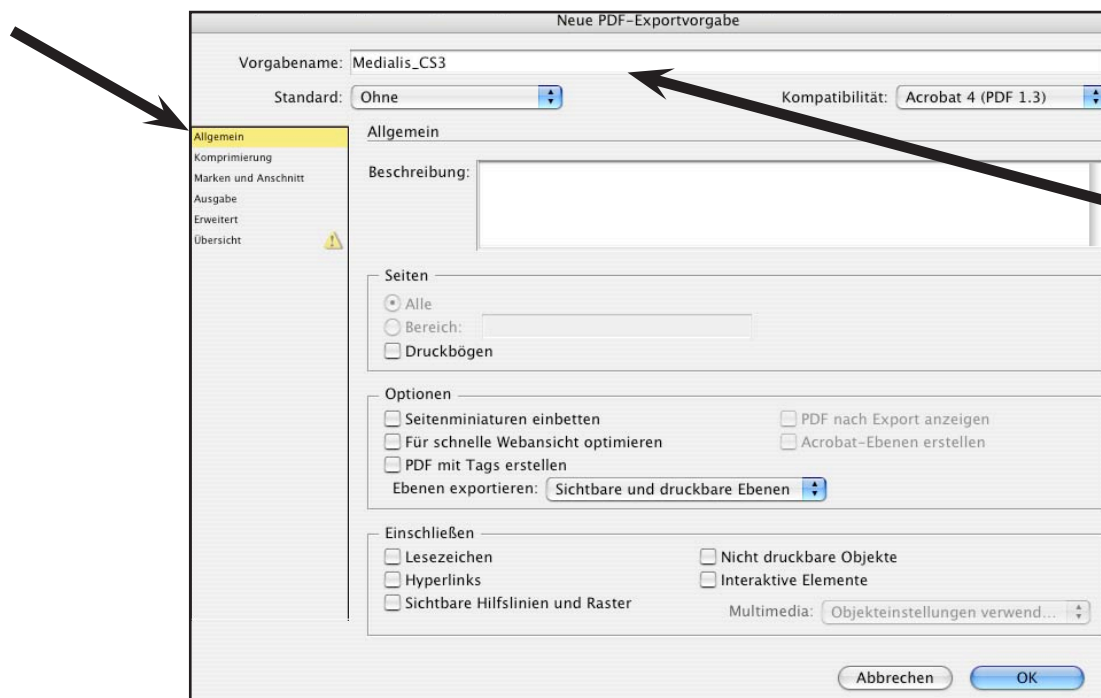 Neue PDF-Exportvorgabe
Vorgabename: Medialis_CS3
Standard: Ohne Kompatibilität: Acrobat 4 (PDF 1.3)
Allgemein
Komprimierung
Marken und Anschnitt
Ausgabe
Erweitert
Übersicht
Allgemein
Beschreibung:
Seiten
Alle
Bereich:
Druckbögen
Optionen
Seitenminiaturen einbetten PDF nach Export anzeigen
Für schnelle Webansicht optimieren Acrobat-Ebenen erstellen
PDF mit Tags erstellen
Ebenen exportieren: Sichtbare und druckbare Ebenen
Einschließen
Lesezeichen Nicht druckbare Objekte
Hyperlinks Interaktive Elemente
Sichtbare Hilfslinien und Raster Multimedia: Objekteinstellungen verwend...
Abbrechen OK